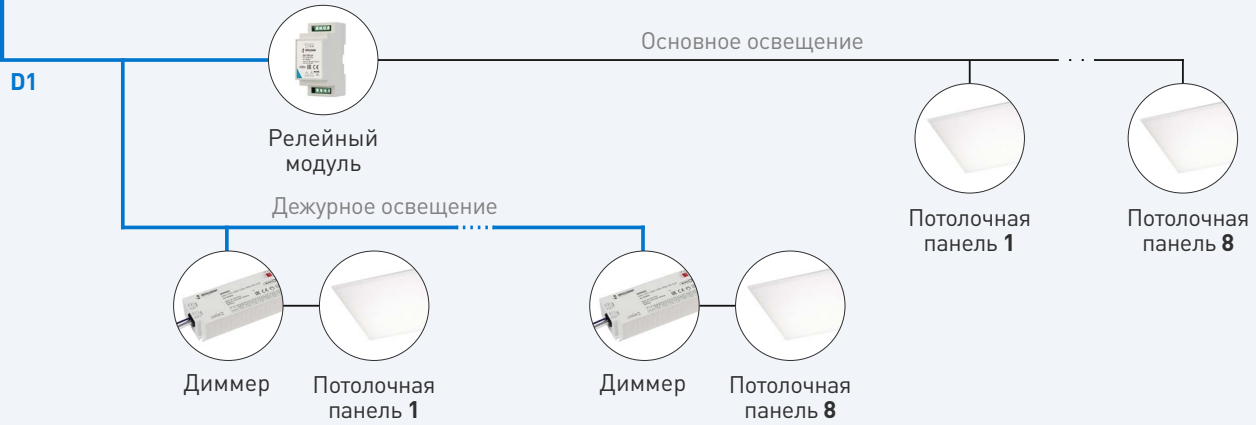 Основное освещение
D1
Релейный
модуль
Дежурное освещение
Потолочная
панель 1
Потолочная
панель 8
Диммер
Потолочная
панель 1
Диммер
Потолочная
панель 8